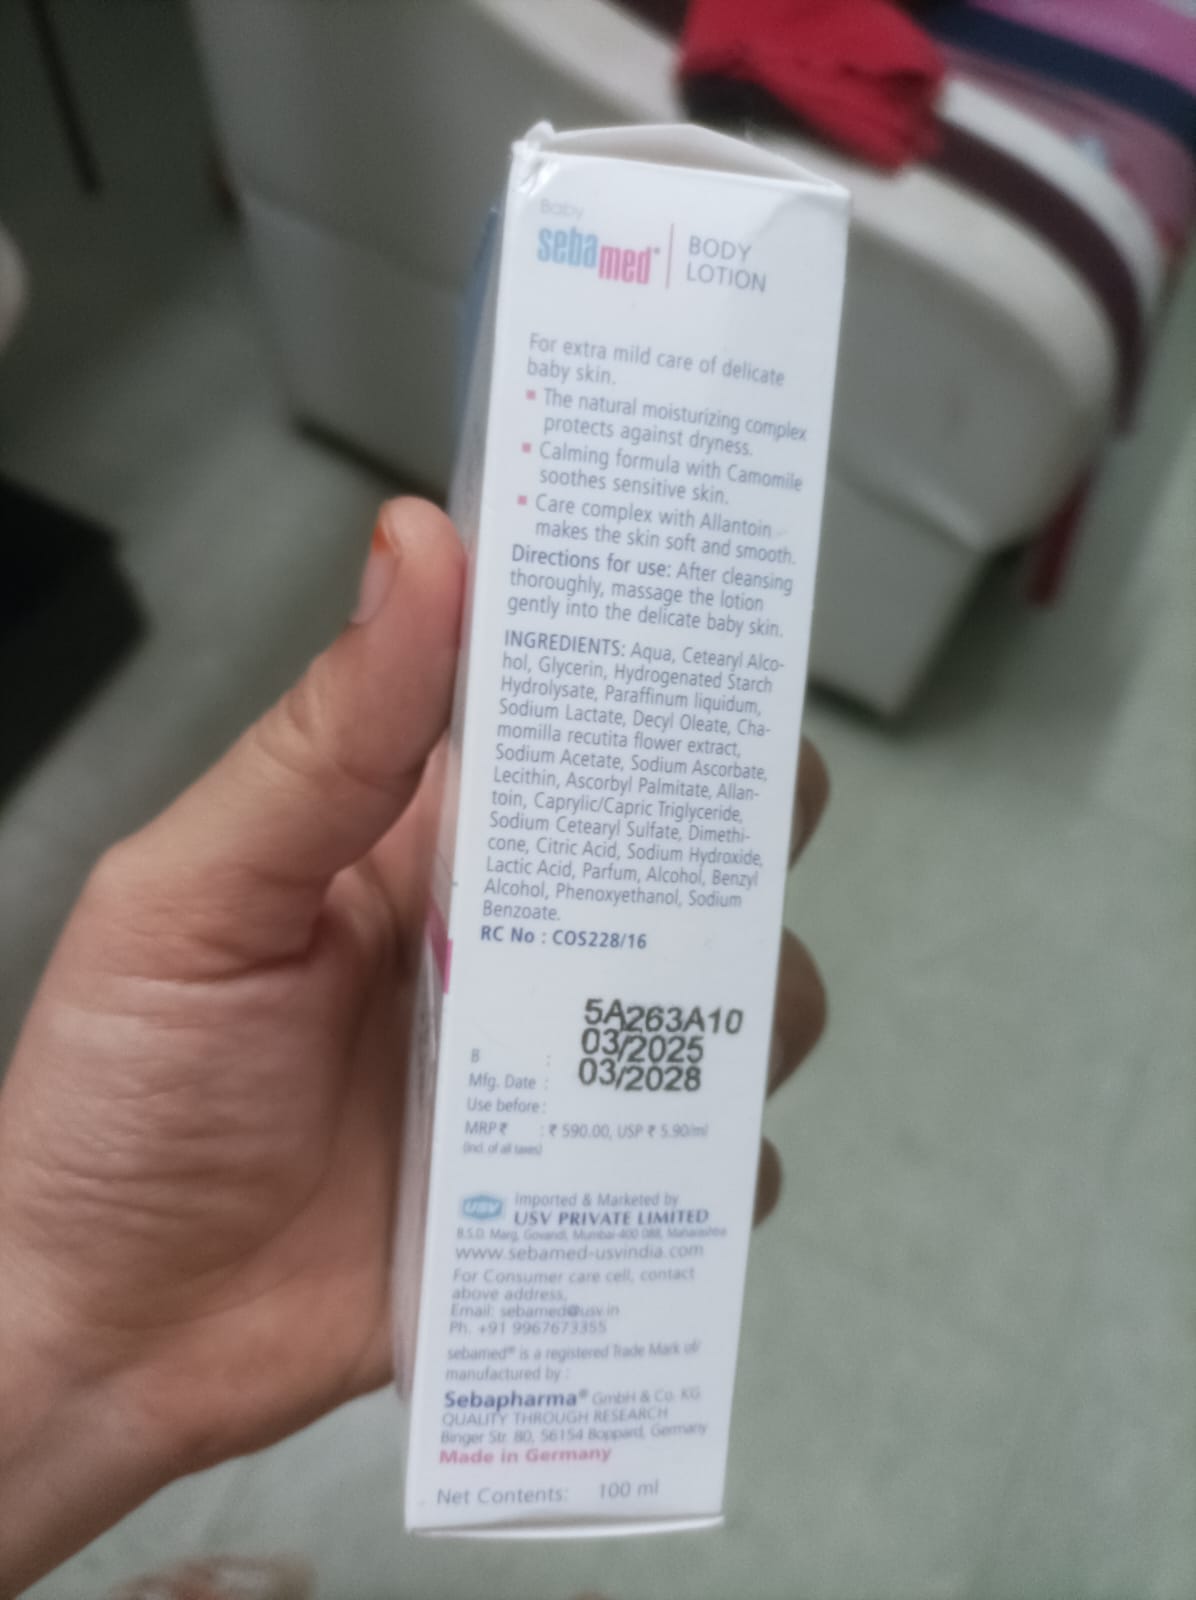 Baby
sebamed®
BODY
LOTION
For extra mild care of delicate
baby skin.
The natural moisturizing complex
protects against dryness.
Calming formula with Camomile
soothes sensitive skin.
Care complex with Allantoin
makes the skin soft and smooth.
Directions for use: After cleansing
thoroughly, massage the lotion
gently into the delicate baby skin.
INGREDIENTS: Aqua, Cetearyl Alco-
hol, Glycerin, Hydrogenated Starch
Hydrolysate, Paraffinum liquidum,
Sodium Lactate, Decyl Oleate, Cha-
momilla recutita flower extract,
Sodium Acetate, Sodium Ascorbate,
Lecithin, Ascorbyl Palmitate, Allan-
toin, Caprylic/Capric Triglyceride,
Sodium Cetearyl Sulfate, Dimethi-
cone, Citric Acid, Sodium Hydroxide,
Lactic Acid, Parfum, Alcohol, Benzyl
Alcohol, Phenoxyethanol, Sodium
Benzoate.
RC No : COS228/16
5A263A10
03/2025
03/2028
B :
Mfg. Date :
Use before :
MRP ₹ : ₹ 590.00, USP ₹ 5.90/ml
(incl. of all taxes)
USV
Imported & Marketed by
USV PRIVATE LIMITED
B.S.D. Marg, Govandi, Mumbai-400 088, Maharashtra
www.sebamed-usvindia.com
For Consumer care cell, contact
above address,
Email: sebamed@usv.in
Ph. +91 9967673355
sebamed® is a registered Trade Mark of/
manufactured by :
Sebapharma® GmbH & Co. KG
QUALITY THROUGH RESEARCH
Binger Str. 80, 56154 Boppard, Germany
Made in Germany
Net Contents: 100 ml